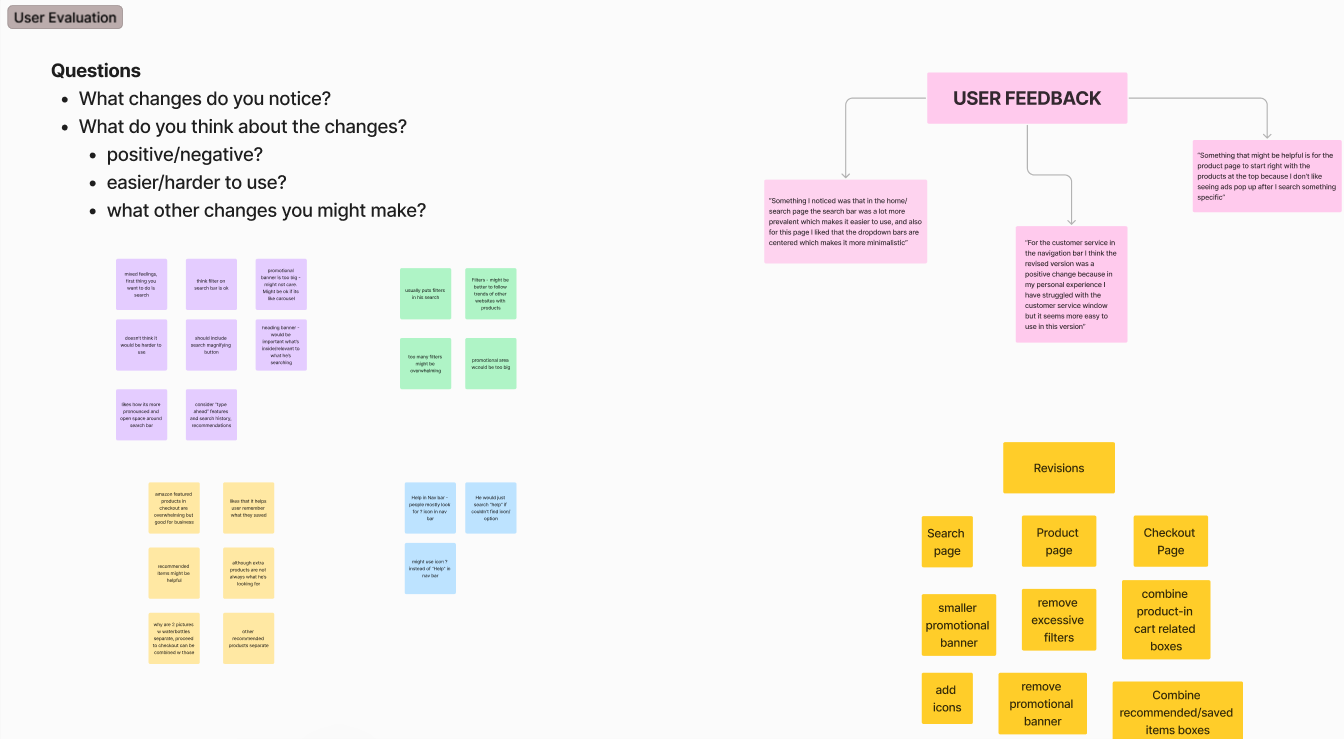 User Evaluation
Questions
What changes do you notice?
What do you think about the changes?
positive/negative?
easier/harder to use?
what other changes you might make?
mixed feelings,
first thing you
want to do is
search
think filter on
search bar is ok
promotional
banner is too big -
might not care.
Might be ok if its
like carousel
doesn't think it
would be harder to
use
should include
search magnifying
button
heading banner -
would be
important what's
inside/relevant to
what he's
searching
likes how its more
pronounced and
open space around
search bar
consider "type
ahead" features
and search history,
recommendations
usually puts filters
in his search
Filters - might be
better to follow
trends of other
websites with
products
too many filters
might be
overwhelming
promotional area
would be too big
amazon featured
products in
checkout are
overwhelming but
good for business
likes that it helps
user remember
what they saved
recommended
items might be
helpful
although extra
products are not
always what he's
looking for
why are 2 pictures
w waterbottles
separate, proceed
to checkout can be
combined w those
other
recommended
products separate
Help in Nav bar -
people mostly look
for ? icon in nav
bar
He would just
search "help" if
couldn't find icon/
option
might use icon ?
instead of "Help" in
nav bar
USER FEEDBACK
"Something I noticed was that in the home/
search page the search bar was a lot more
prevalent which makes it easier to use, and also
for this page I liked that the dropdown bars are
centered which makes it more minimalistic"
"For the customer service in
the navigation bar I think the
revised version was a
positive change because in
my personal experience I
have struggled with the
customer service window
but it seems more easy to
use in this version"
"Something that might be helpful is for the
product page to start right with the
products at the top because I don't like
seeing ads pop up after I search something
specific"
Revisions
Search
page
Product
page
Checkout
Page
smaller
promotional
banner
remove
excessive
filters
combine
product-in
cart related
boxes
add
icons
remove
promotional
banner
Combine
recommended/saved
items boxes